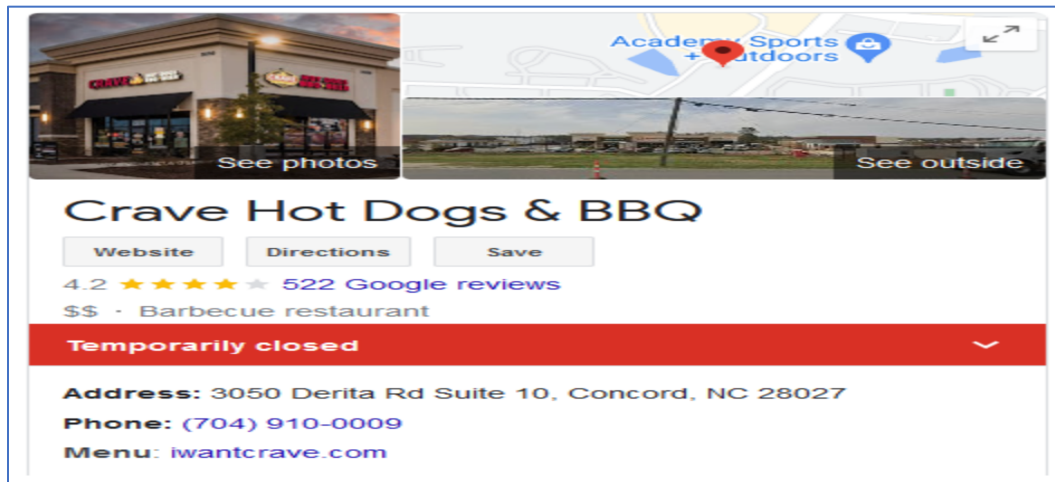 Academy Sports
+ Outdoors
CRAVE
See photos
See outside
Crave Hot Dogs & BBQ
Website Directions Save
4.2 522 Google reviews
$$ · Barbecue restaurant
Temporarily closed
Address: 3050 Derita Rd Suite 10, Concord, NC 28027
Phone: (704) 910-0009
Menu: iwantcrave.com